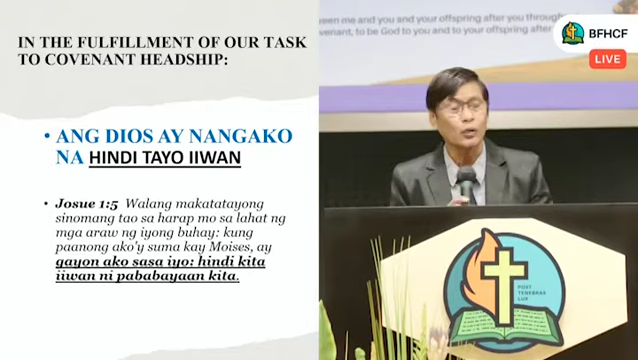 IN THE FULFILLMENT OF OUR TASK
TO COVENANT HEADSHIP:
• ANG DIOS AY NANGAKO
NA HINDI TAYO IIWAN
• Josue 1:5 Walang makatatayong
sinomang tao sa harap mo sa lahat ng
mga araw ng iyong buhay: kung
paanong ako'y suma kay Moises, ay
gayon ako sasa iyo: hindi kita
iiwan ni pababayaan kita.
ween me and you and your offspring after you through
venant, to be God to you and to your offspring after
BFHCF
LIVE
POST
TENEBRAS
LUX